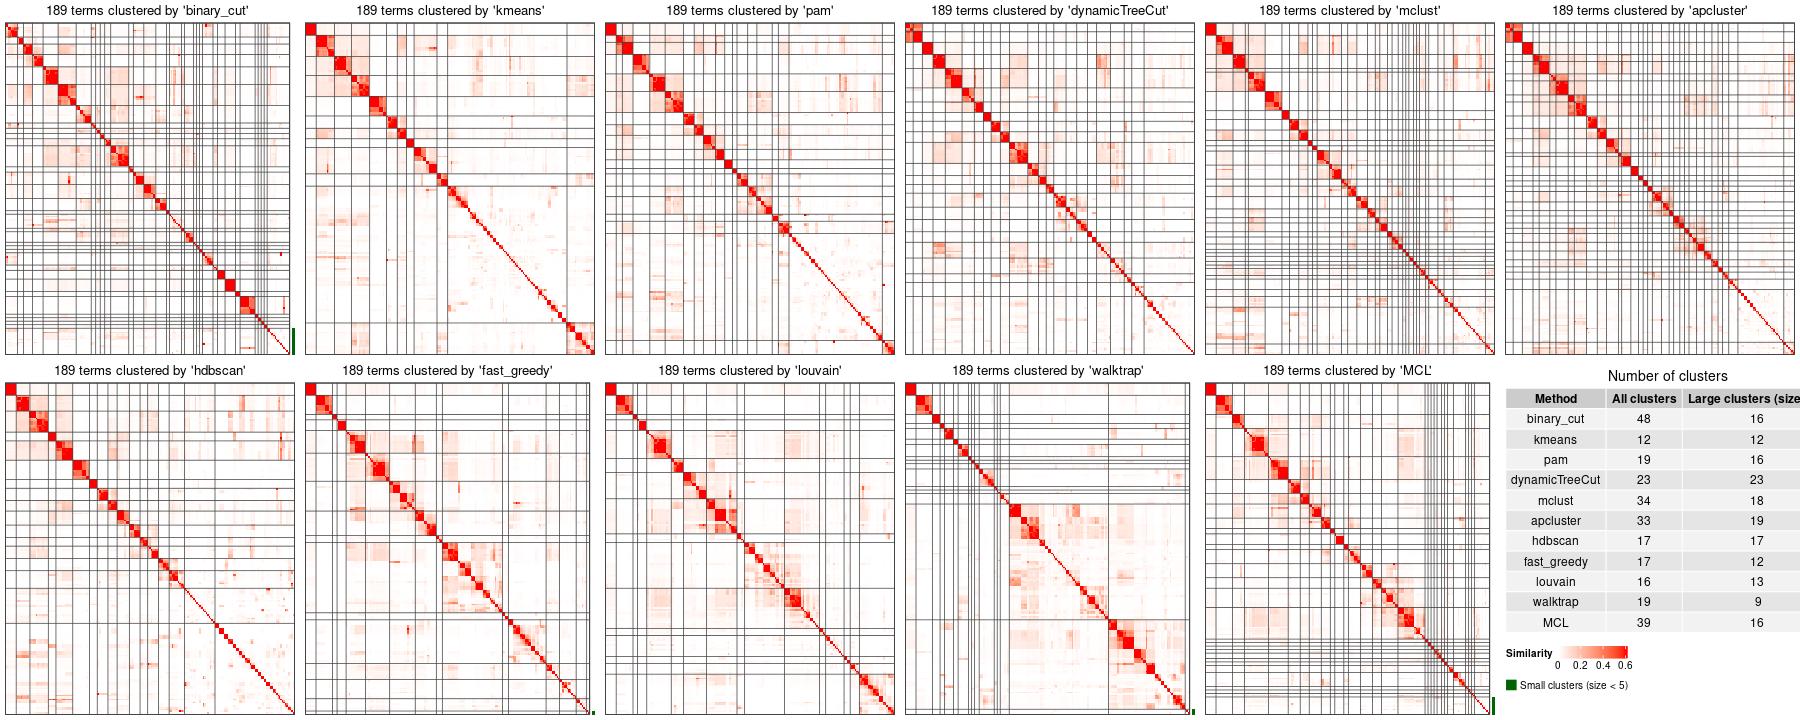 189 terms clustered by 'binary_cut'
189 terms clustered by 'kmeans'
189 terms clustered by 'pam'
189 terms clustered by 'dynamicTreeCut'
189 terms clustered by 'mclust'
189 terms clustered by 'apcluster'
189 terms clustered by 'hdbscan'
189 terms clustered by 'fast_greedy'
189 terms clustered by 'louvain'
189 terms clustered by 'walktrap'
189 terms clustered by 'MCL'
Number of clusters
Method All clusters Large clusters (size
binary_cut 48 16
kmeans 12 12
pam 19 16
dynamicTreeCut 23 23
mclust 34 18
apcluster 33 19
hdbscan 17 17
fast_greedy 17 12
louvain 16 13
walktrap 19 9
MCL 39 16
Similarity
0 0.2 0.4 0.6
Small clusters (size < 5)